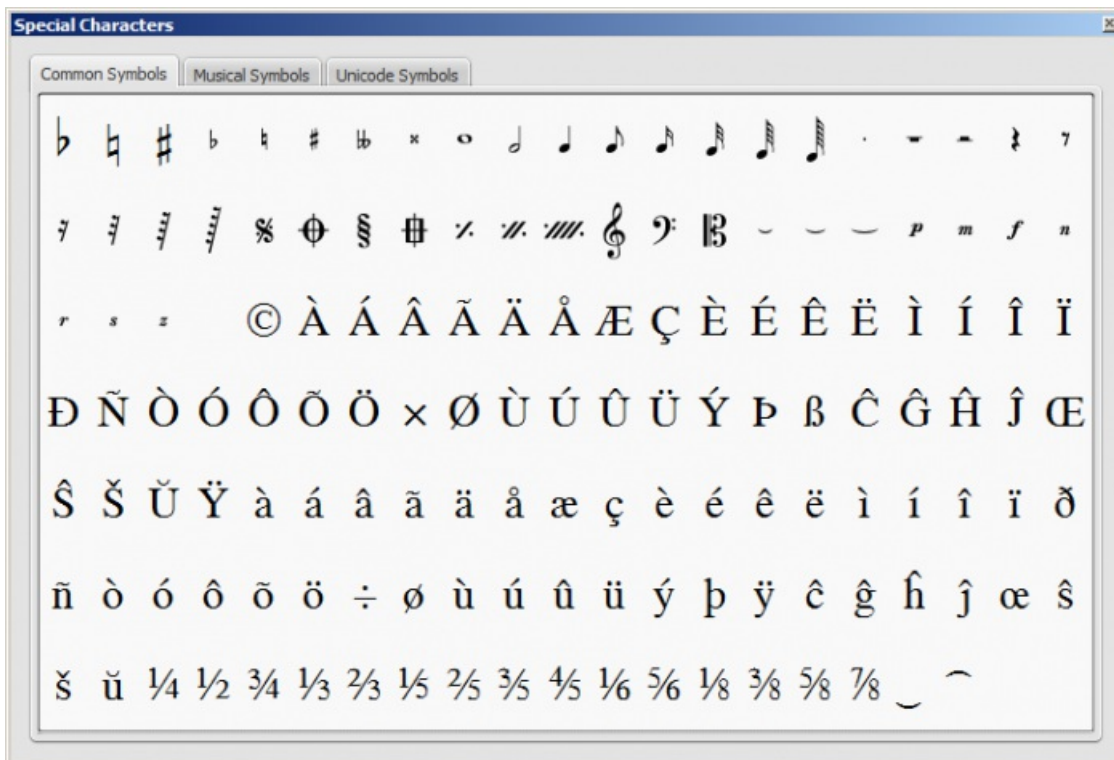 Special Characters
Common Symbols Musical Symbols Unicode Symbols
♭ ♮ ♯ ♭ ♮ ♯ 𝄫 𝄪 𝅝 𝅗𝅥 𝅘𝅥 𝅘𝅥𝅮 𝅘𝅥𝅯 𝅘𝅥𝅰 𝅘𝅥𝅱 𝅘𝅥𝅲 . 𝄻 𝄼 𝄽 𝄾
𝄿 𝅀 𝅁 𝅂 𝄋 𝄌 § 𝄎 𝄏 𝄞 𝄢 𝄡 ‿ ‿ ‿ p m f n
r s z © À Á Â Ã Ä Å Æ Ç È É Ê Ë Ì Í Î Ï
Ð Ñ Ò Ó Ô Õ Ö × Ø Ù Ú Û Ü Ý Þ ß Ĉ Ĝ Ĥ Ĵ Œ
Ŝ Š Ŭ Ÿ à á â ã ä å æ ç è é ê ë ì í î ï ð
ñ ò ó ô õ ö ÷ ø ù ú û ü ý þ ÿ ĉ ĝ ĥ ĵ œ ŝ
š ŭ ¼ ½ ¾ ⅓ ⅔ ⅕ ⅖ ⅗ ⅘ ⅙ ⅚ ⅛ ⅜ ⅝ ⅞ ‿ ⁀